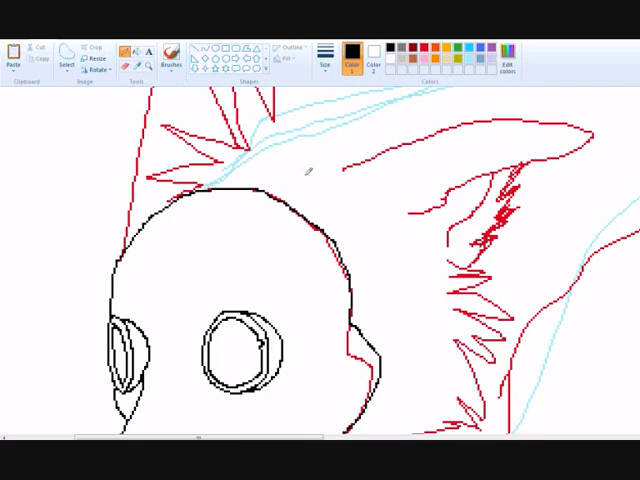 Paste
Cut
Copy
Clipboard
Select
Crop
Resize
Rotate
Image
A
Tools
Brushes
Shapes
Outline
Fill
Size
Color 1
Color 2
Edit colors
Colors